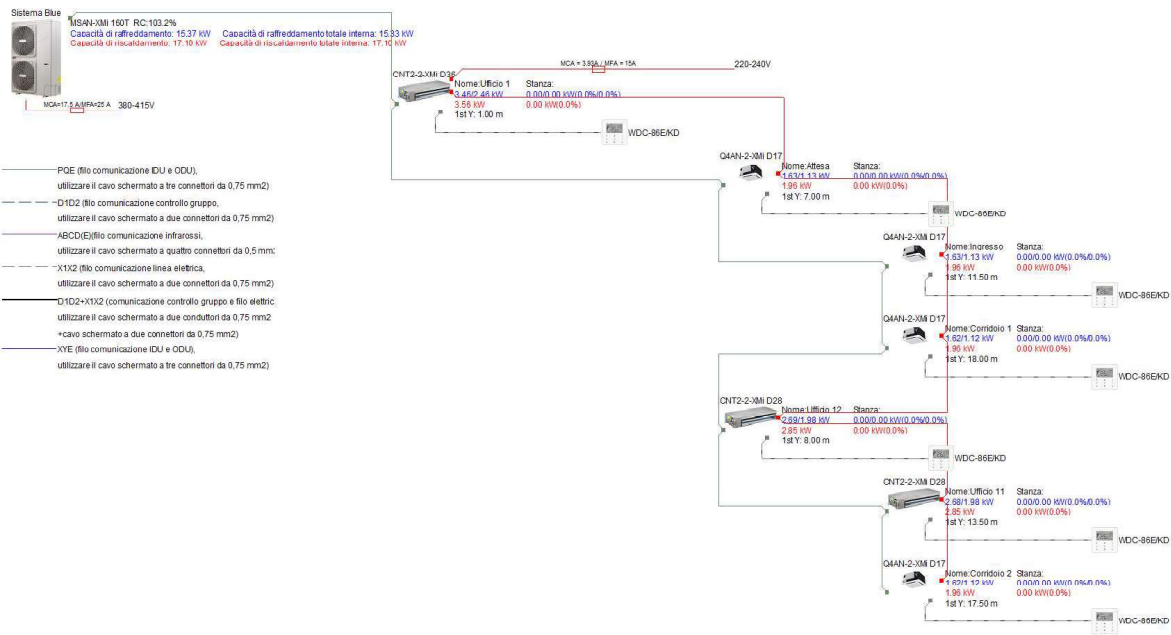 Sistema Blue
MSAN-XMi 160T RC:103.2%
Capacità di raffreddamento: 15.37 kW Capacità di raffreddamento totale interna: 15.33 kW
Capacità di riscaldamento: 17.10 kW Capacità di riscaldamento totale interna: 17.10 kW
MCA=17.5 A/MFA=25 A 380-415V
MCA = 3.93A / MFA = 15A 220-240V
CNT2-2-XMi D36
Nome:Ufficio 1 Stanza:
3.46/2.46 kW 0.00/0.00 kW(0.0%/0.0%)
3.56 kW 0.00 kW(0.0%)
1st Y: 1.00 m
WDC-86E/KD
PQE (filo comunicazione IDU e ODU),
utilizzare il cavo schermato a tre connettori da 0,75 mm2)
D1D2 (filo comunicazione controllo gruppo,
utilizzare il cavo schermato a due connettori da 0,75 mm2)
ABCD(E)(filo comunicazione infrarossi,
utilizzare il cavo schermato a quattro connettori da 0,5 mm:
X1X2 (filo comunicazione linea elettrica,
utilizzare il cavo schermato a due connettori da 0,75 mm2)
D1D2+X1X2 (comunicazione controllo gruppo e filo elettric
utilizzare il cavo schermato a due conduttori da 0,75 mm2
+cavo schermato a due connettori da 0,75 mm2)
XYE (filo comunicazione IDU e ODU),
utilizzare il cavo schermato a tre connettori da 0,75 mm2)
Q4AN-2-XMi D17
Nome:Attesa Stanza:
1.63/1.13 kW 0.00/0.00 kW(0.0%/0.0%)
1.96 kW 0.00 kW(0.0%)
1st Y: 7.00 m
WDC-86E/KD
Q4AN-2-XMi D17
Nome:Ingresso Stanza:
1.63/1.13 kW 0.00/0.00 kW(0.0%/0.0%)
1.96 kW 0.00 kW(0.0%)
1st Y: 11.50 m
WDC-86E/KD
Q4AN-2-XMi D17
Nome:Corridoio 1 Stanza:
1.62/1.12 kW 0.00/0.00 kW(0.0%/0.0%)
1.96 kW 0.00 kW(0.0%)
1st Y: 18.00 m
WDC-86E/KD
CNT2-2-XMi D28
Nome:Ufficio 12 Stanza:
2.69/1.98 kW 0.00/0.00 kW(0.0%/0.0%)
2.85 kW 0.00 kW(0.0%)
1st Y: 8.00 m
WDC-86E/KD
CNT2-2-XMi D28
Nome:Ufficio 11 Stanza:
2.68/1.98 kW 0.00/0.00 kW(0.0%/0.0%)
2.85 kW 0.00 kW(0.0%)
1st Y: 13.50 m
WDC-86E/KD
Q4AN-2-XMi D17
Nome:Corridoio 2 Stanza:
1.62/1.12 kW 0.00/0.00 kW(0.0%/0.0%)
1.96 kW 0.00 kW(0.0%)
1st Y: 17.50 m
WDC-86E/KD